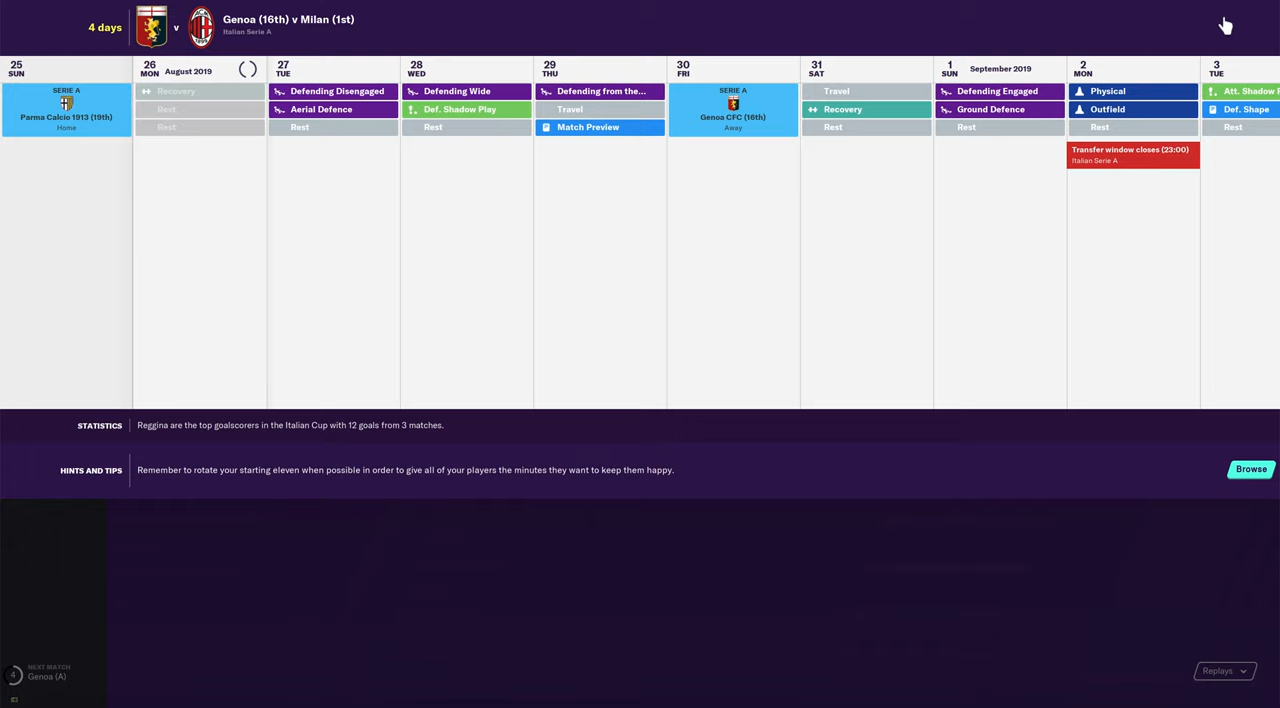 4 days
v
Genoa (16th) v Milan (1st)
Italian Serie A
25
SUN
26
MON
August 2019
27
TUE
28
WED
29
THU
30
FRI
31
SAT
1
SUN
September 2019
2
MON
3
TUE
SERIE A
Parma Calcio 1913 (19th)
Home
Recovery
Rest
Rest
Defending Disengaged
Aerial Defence
Rest
Defending Wide
Def. Shadow Play
Rest
Defending from the...
Travel
Match Preview
SERIE A
Genoa CFC (16th)
Away
Travel
Recovery
Rest
Defending Engaged
Ground Defence
Rest
Physical
Outfield
Rest
Transfer window closes (23:00)
Italian Serie A
Att. Shadow P
Def. Shape
Rest
STATISTICS
Reggina are the top goalscorers in the Italian Cup with 12 goals from 3 matches.
HINTS AND TIPS
Remember to rotate your starting eleven when possible in order to give all of your players the minutes they want to keep them happy.
Browse
4
NEXT MATCH
Genoa (A)
Replays